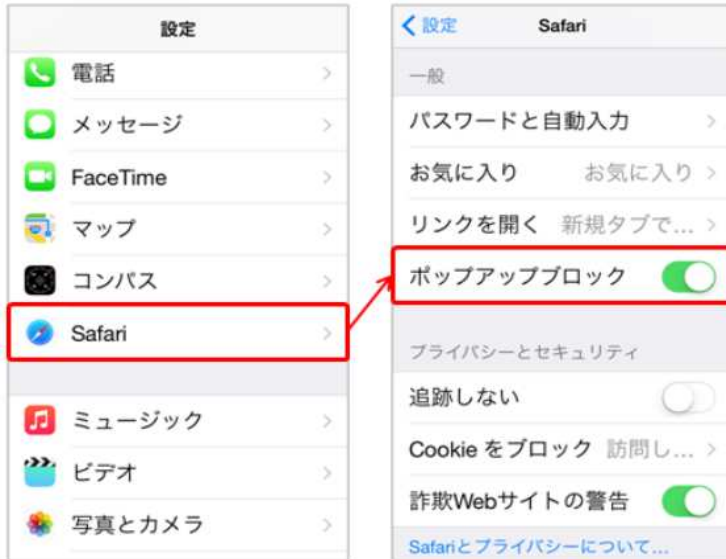 設定
電話
メッセージ
FaceTime
マップ
コンパス
Safari
ミュージック
ビデオ
写真とカメラ
設定 Safari
一般
パスワードと自動入力
お気に入り お気に入り
リンクを開く 新規タブで...
ポップアップブロック
プライバシーとセキュリティ
追跡しない
Cookie をブロック 訪問し...
詐欺Webサイトの警告
Safariとプライバシーについて...